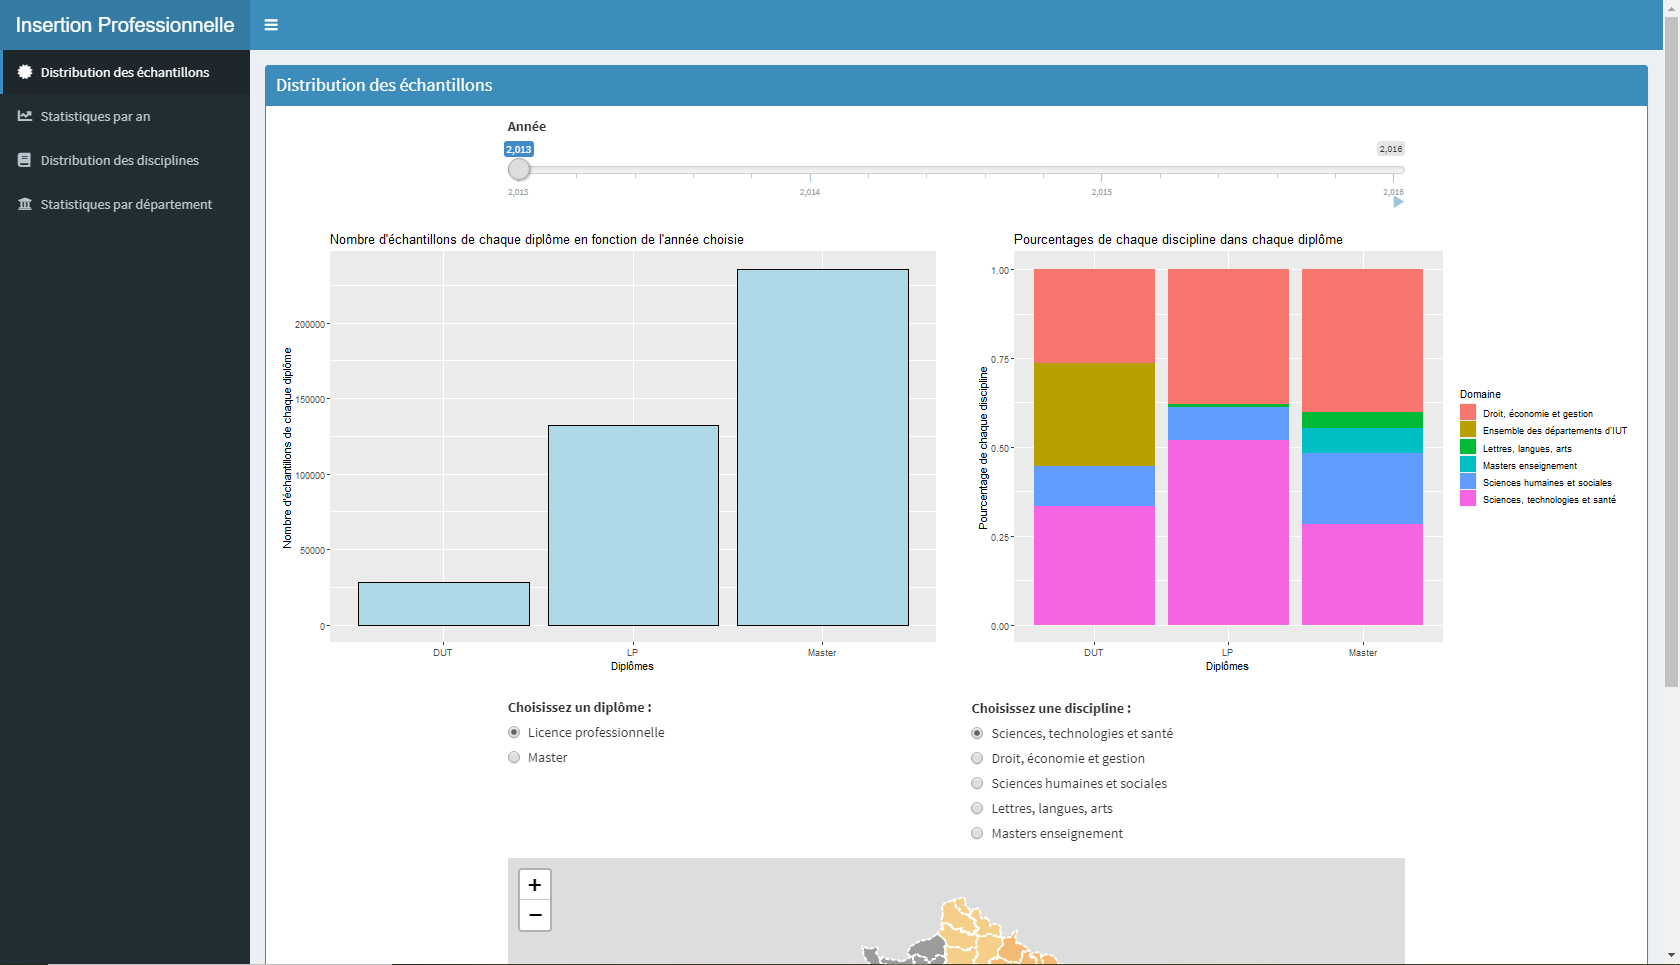 Insertion Professionnelle
Distribution des échantillons
Statistiques par an
Distribution des disciplines
Statistiques par département
Distribution des échantillons
Année
2,013
2,016
2,013
2,014
2,015
2,016
Nombre d'échantillons de chaque diplôme en fonction de l'année choisie
Nombre d'échantillons de chaque diplôme
200000
150000
100000
50000
0
DUT
LP
Master
Diplômes
Pourcentages de chaque discipline dans chaque diplôme
Pourcentage de chaque discipline
1.00
0.75
0.50
0.25
0.00
DUT
LP
Master
Diplômes
Domaine
Droit, économie et gestion
Ensemble des départements d'IUT
Lettres, langues, arts
Masters enseignement
Sciences humaines et sociales
Sciences, technologies et santé
Choisissez un diplôme :
Licence professionnelle
Master
Choisissez une discipline :
Sciences, technologies et santé
Droit, économie et gestion
Sciences humaines et sociales
Lettres, langues, arts
Masters enseignement
+
−